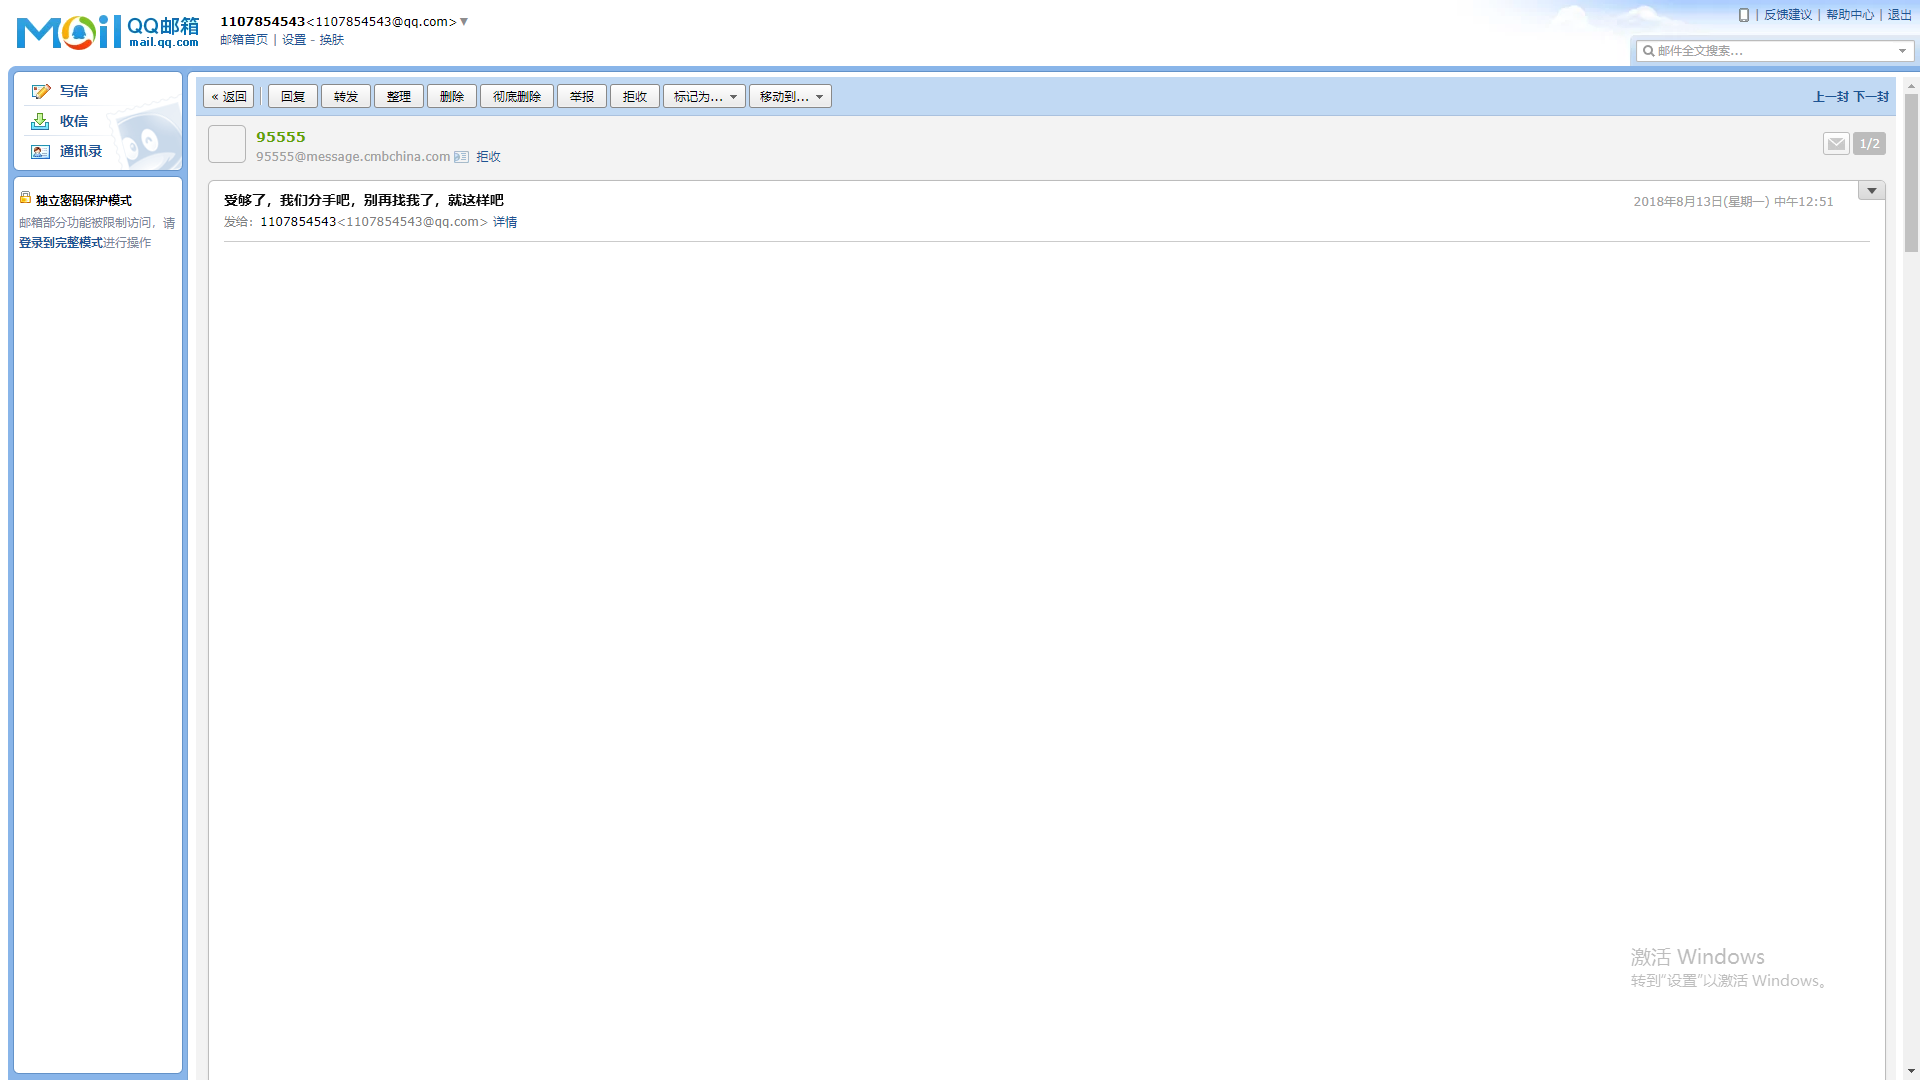 Mail QQ邮箱
mail.qq.com
1107854543<1107854543@qq.com>
邮箱首页 | 设置 - 换肤
| 反馈建议 | 帮助中心 | 退出
邮件全文搜索...
写信
收信
通讯录
独立密码保护模式
邮箱部分功能被限制访问，请
登录到完整模式进行操作
« 返回 回复 转发 整理 删除 彻底删除 举报 拒收 标记为... 移动到...
上一封 下一封
95555
95555@message.cmbchina.com 拒收
1/2
受够了，我们分手吧，别再找我了，就这样吧
2018年8月13日(星期一) 中午12:51
发给：1107854543<1107854543@qq.com> 详情
激活 Windows
转到“设置”以激活 Windows。